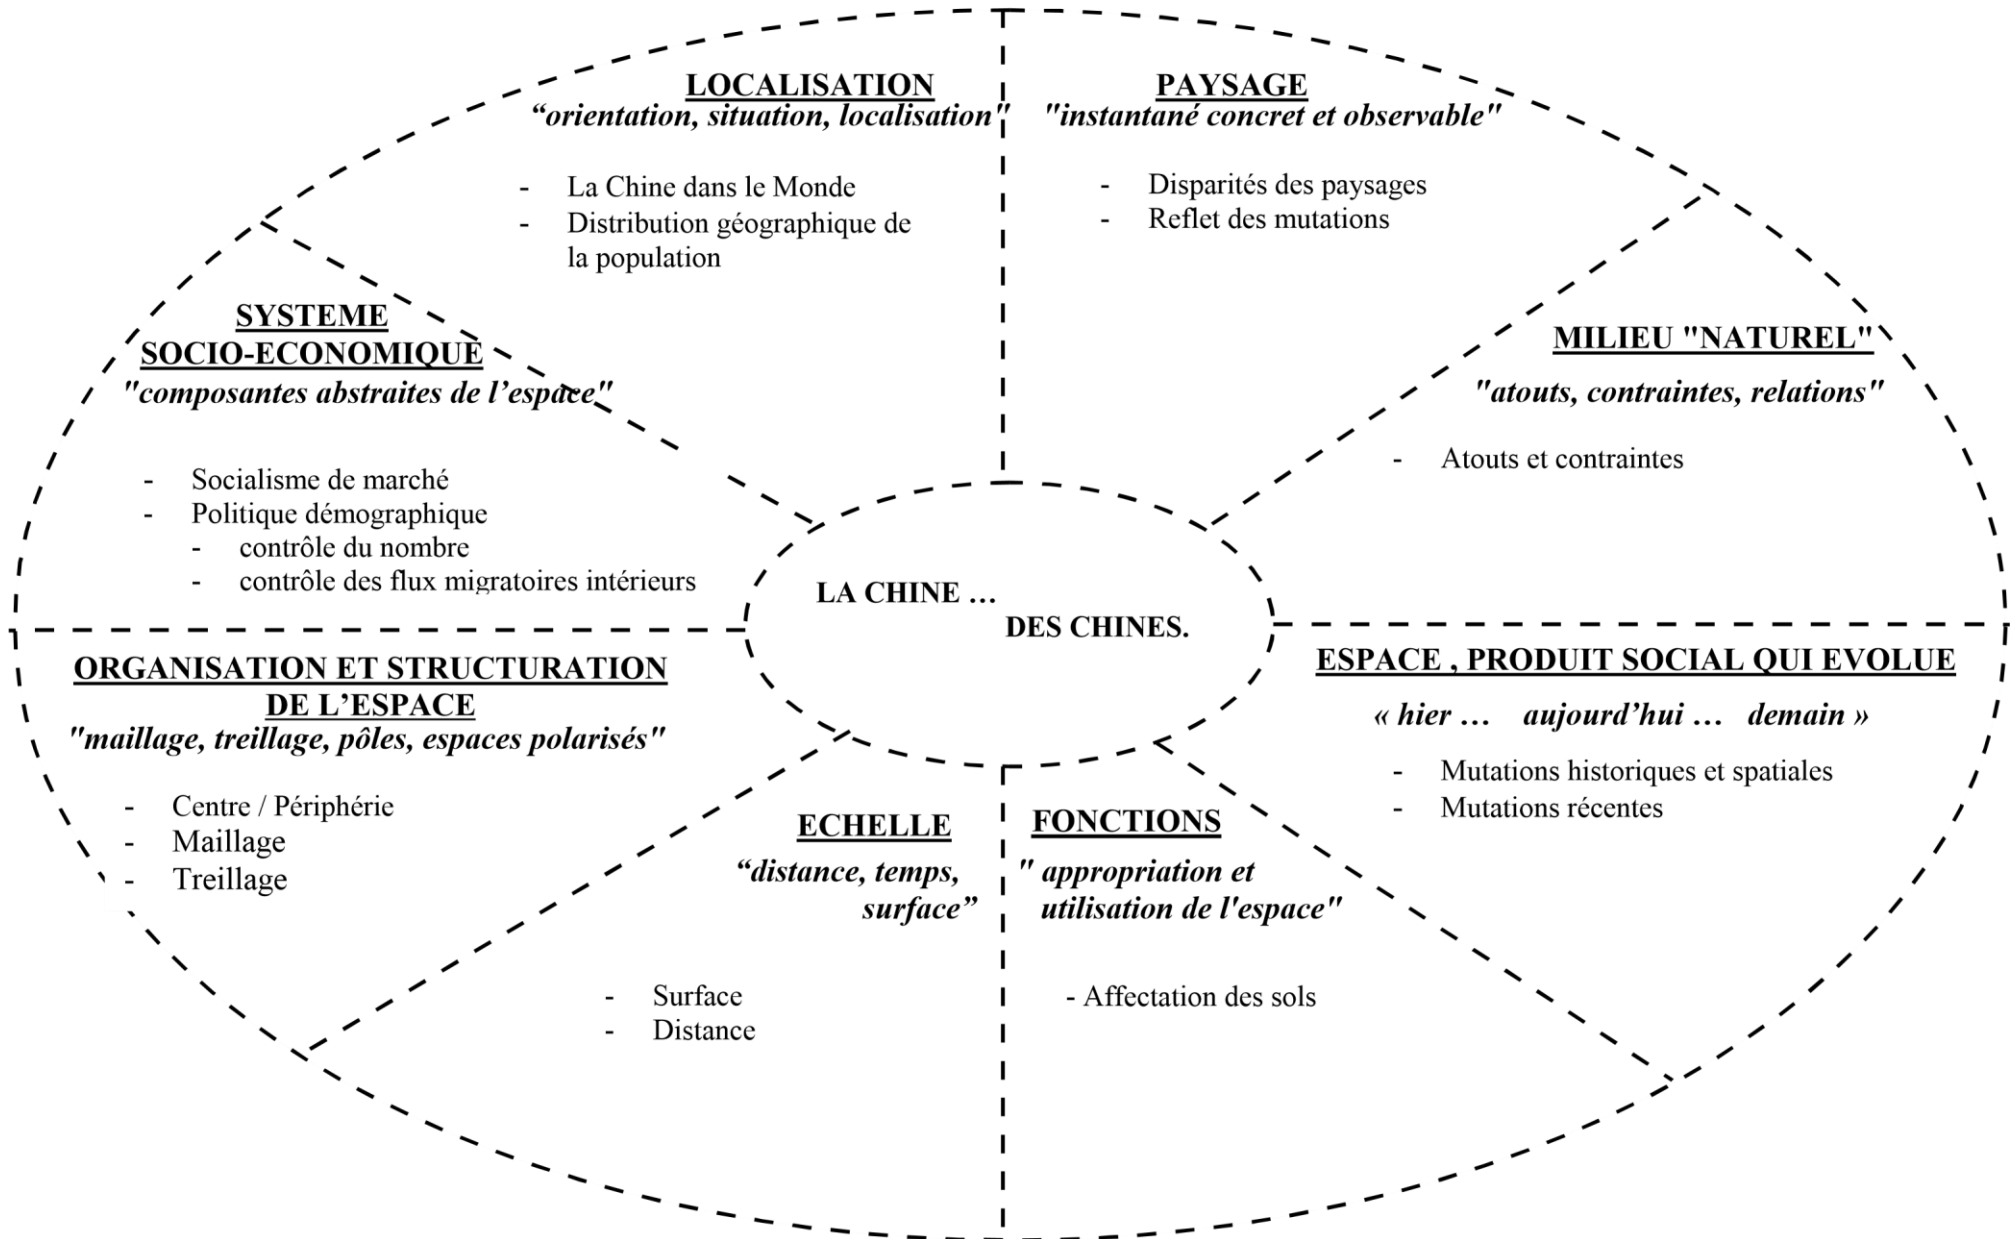 LOCALISATION
“orientation, situation, localisation"
- La Chine dans le Monde
- Distribution géographique de
la population
PAYSAGE
"instantané concret et observable"
- Disparités des paysages
- Reflet des mutations
SYSTEME
SOCIO-ECONOMIQUE
"composantes abstraites de l’espace"
- Socialisme de marché
- Politique démographique
- contrôle du nombre
- contrôle des flux migratoires intérieurs
MILIEU "NATUREL"
"atouts, contraintes, relations"
- Atouts et contraintes
LA CHINE …
DES CHINES.
ORGANISATION ET STRUCTURATION
DE L’ESPACE
"maillage, treillage, pôles, espaces polarisés"
- Centre / Périphérie
- Maillage
- Treillage
ESPACE , PRODUIT SOCIAL QUI EVOLUE
« hier … aujourd’hui … demain »
- Mutations historiques et spatiales
- Mutations récentes
ECHELLE
“distance, temps,
surface”
- Surface
- Distance
FONCTIONS
" appropriation et
utilisation de l'espace"
- Affectation des sols